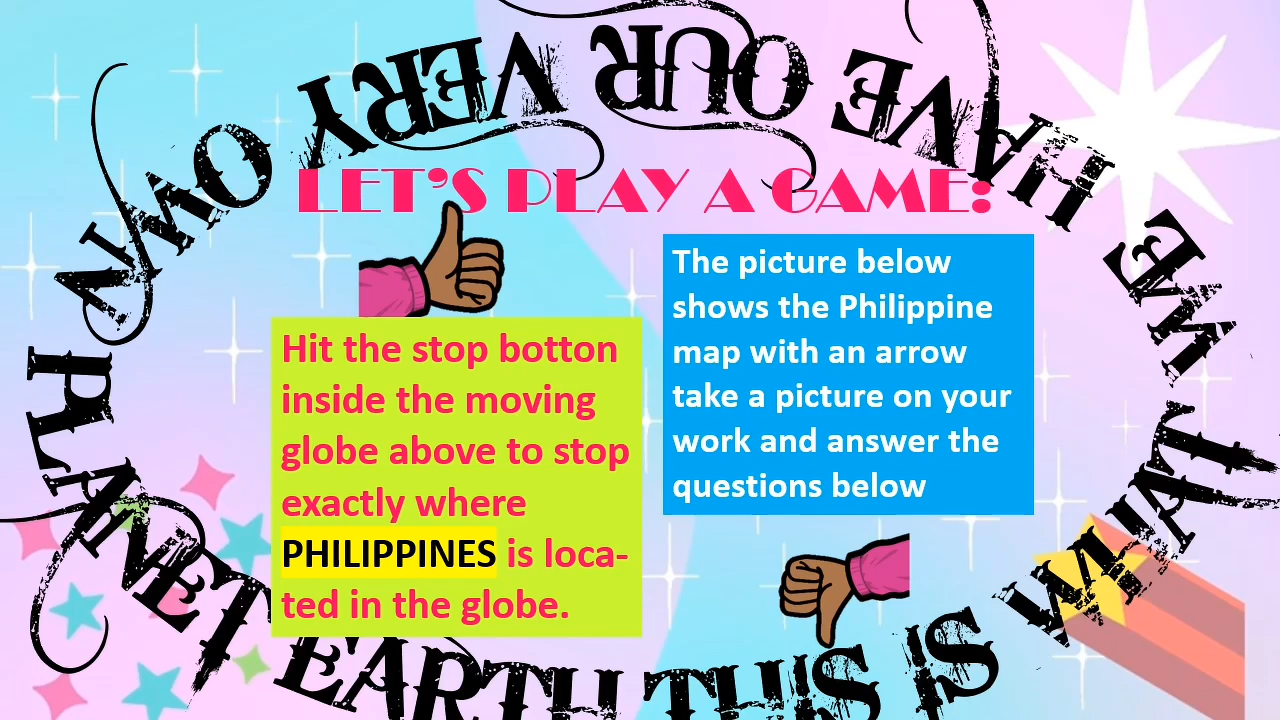 WE HAVE OUR VERY OWN PLANET EARTH THIS IS
LET'S PLAY A GAME:
Hit the stop botton
inside the moving
globe above to stop
exactly where
PHILIPPINES is loca-
ted in the globe.
The picture below
shows the Philippine
map with an arrow
take a picture on your
work and answer the
questions below